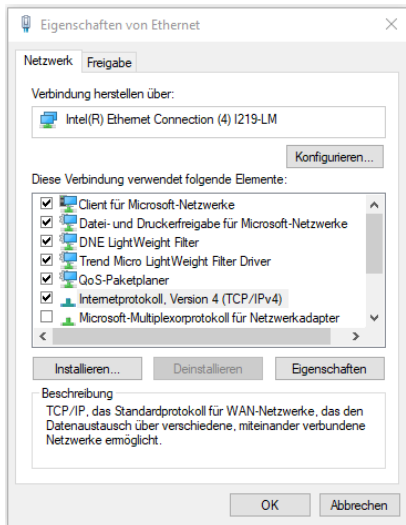 Eigenschaften von Ethernet
Netzwerk Freigabe
Verbindung herstellen über:
Intel(R) Ethernet Connection (4) I219-LM
Konfigurieren...
Diese Verbindung verwendet folgende Elemente:
Client für Microsoft-Netzwerke
Datei- und Druckerfreigabe für Microsoft-Netzwerke
DNE LightWeight Filter
Trend Micro LightWeight Filter Driver
QoS-Paketplaner
Internetprotokoll, Version 4 (TCP/IPv4)
Microsoft-Multiplexorprotokoll für Netzwerkadapter
Installieren... Deinstallieren Eigenschaften
Beschreibung
TCP/IP, das Standardprotokoll für WAN-Netzwerke, das den
Datenaustausch über verschiedene, miteinander verbundene
Netzwerke ermöglicht.
OK Abbrechen